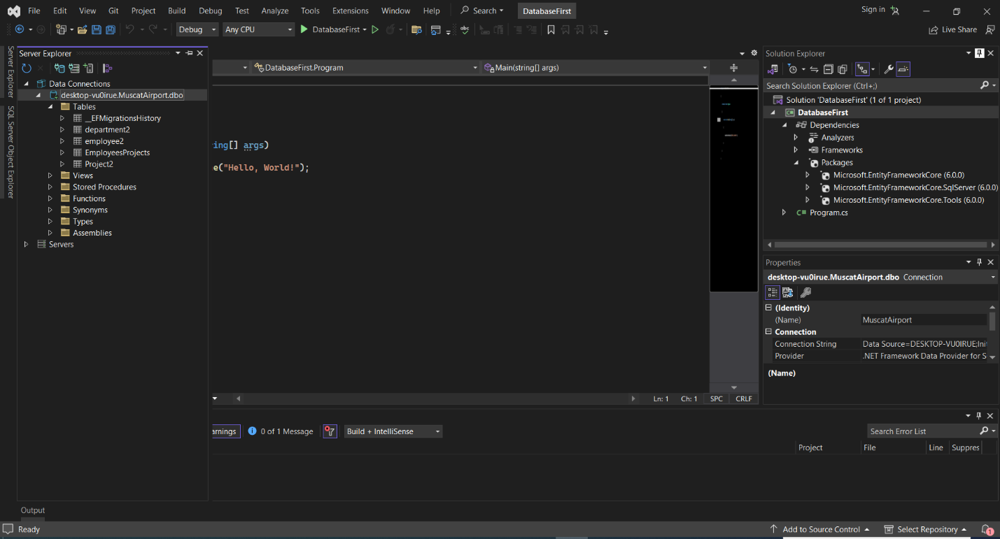 File Edit View Git Project Build Debug Test Analyze Tools Extensions Window Help Search DatabaseFirst Sign in
Debug Any CPU DatabaseFirst Live Share
Server Explorer
SQL Server Object Explorer
Server Explorer
Data Connections
desktop-vu0irue.MuscatAirport.dbo
Tables
__EFMigrationsHistory
department2
employee2
EmployeesProjects
Project2
Views
Stored Procedures
Functions
Synonyms
Types
Assemblies
Servers
DatabaseFirst.Program Main(string[] args)
ing[] args)
e("Hello, World!");
Ln: 1 Ch: 1 SPC CRLF
Solution Explorer
Search Solution Explorer (Ctrl+;)
Solution 'DatabaseFirst' (1 of 1 project)
C# DatabaseFirst
Dependencies
Analyzers
Frameworks
Packages
Microsoft.EntityFrameworkCore (6.0.0)
Microsoft.EntityFrameworkCore.SqlServer (6.0.0)
Microsoft.EntityFrameworkCore.Tools (6.0.0)
C# Program.cs
Properties
desktop-vu0irue.MuscatAirport.dbo Connection
(Identity)
(Name) MuscatAirport
Connection
Connection String Data Source=DESKTOP-VU0IRUE;Ini
Provider .NET Framework Data Provider for S
(Name)
arnings 0 of 1 Message Build + IntelliSense Search Error List
Project File Line Suppres
Output
Ready Add to Source Control Select Repository 1